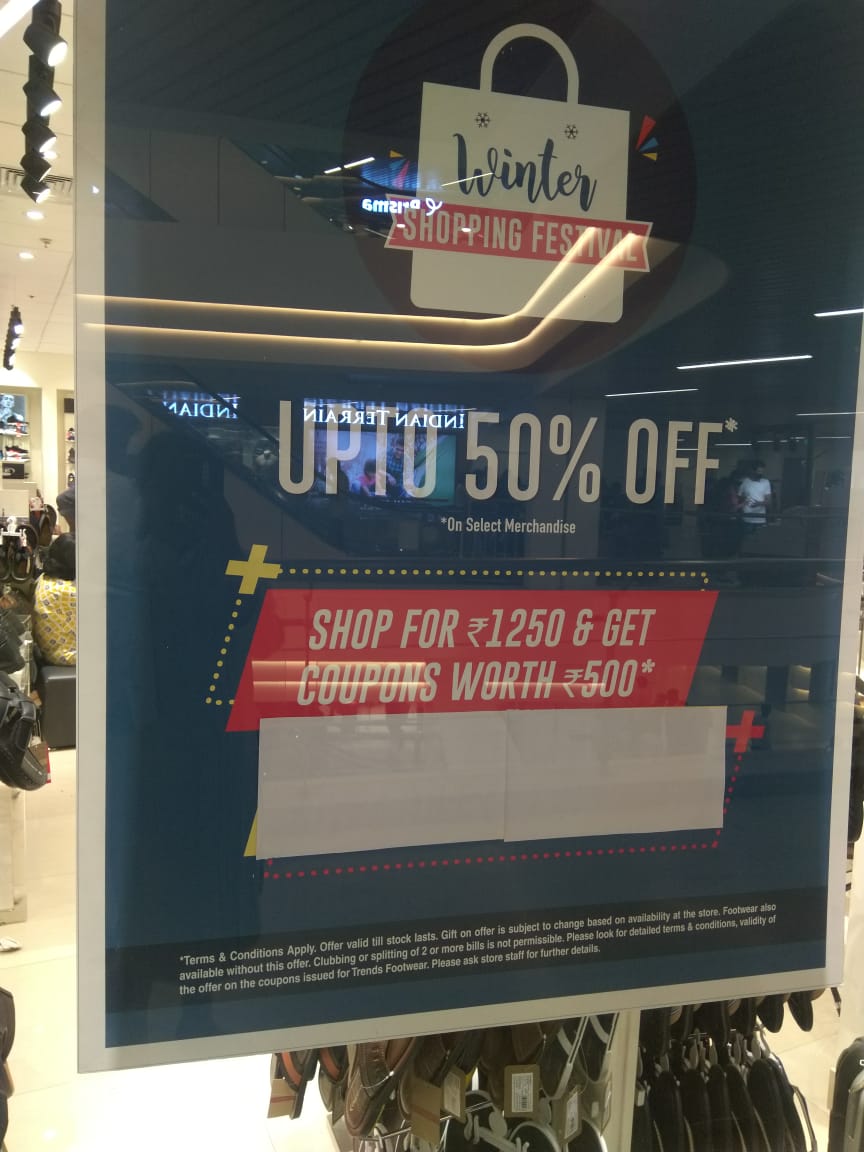 Winter
SHOPPING FESTIVAL
Prisma
INDIAN
INDIAN TERRAIN
UPTO 50% OFF*
*On Select Merchandise
SHOP FOR ₹1250 & GET
COUPONS WORTH ₹500*
*Terms & Conditions Apply. Offer valid till stock lasts. Gift on offer is subject to change based on availability at the store. Footwear also
available without this offer. Clubbing or splitting of 2 or more bills is not permissible. Please look for detailed terms & conditions, validity of
the offer on the coupons issued for Trends Footwear. Please ask store staff for further details.